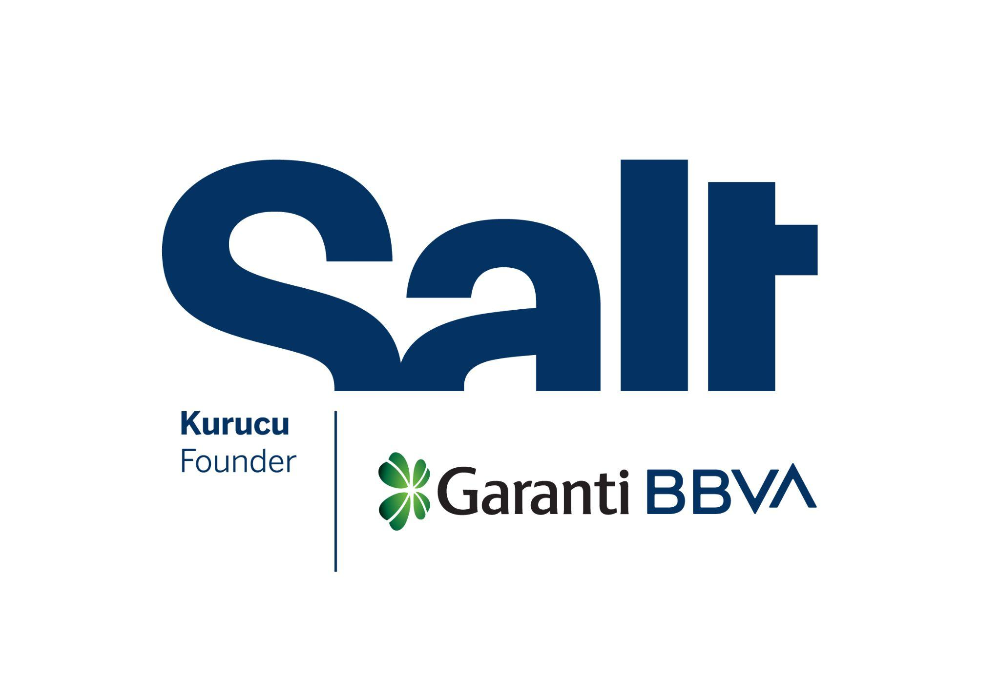 Salt
Kurucu
Founder
Garanti BBVA